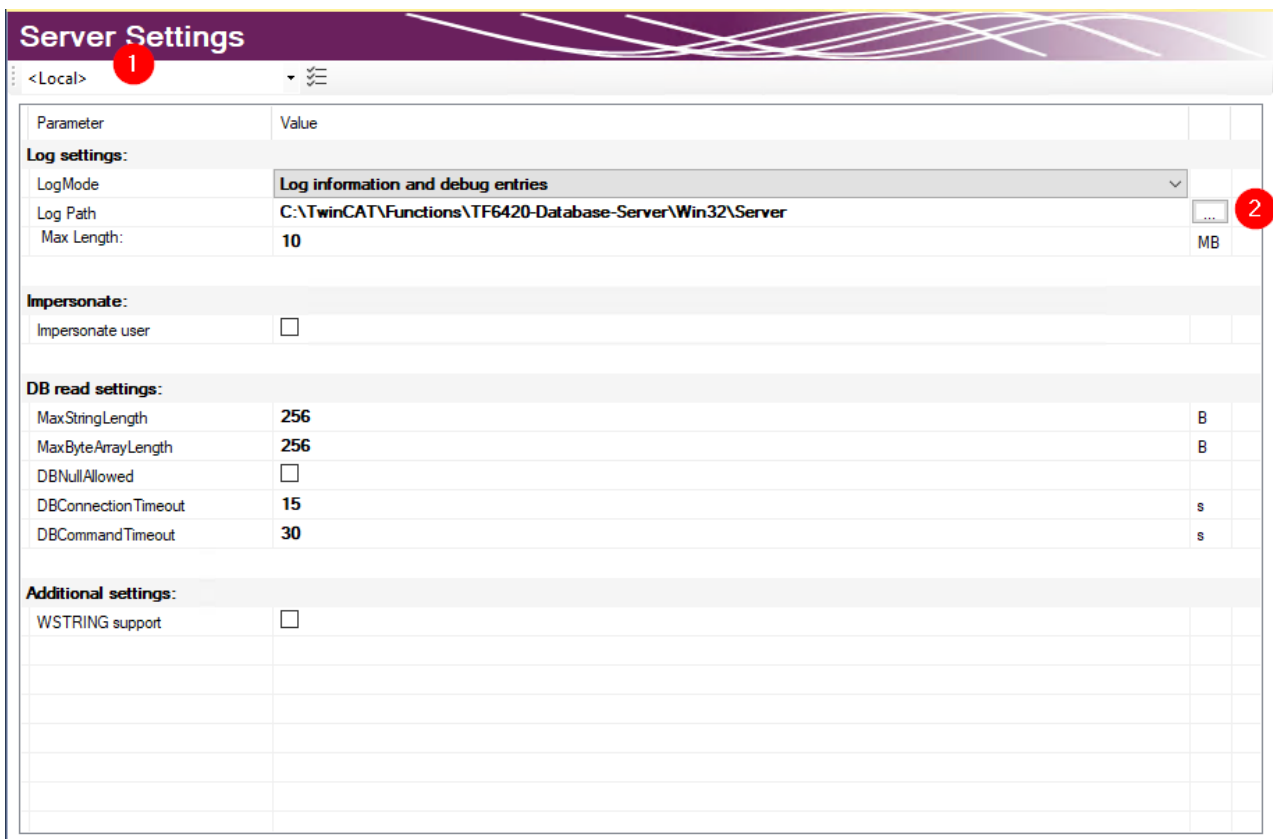 Server Settings
1
<Local>
Parameter Value
Log settings:
LogMode Log information and debug entries
Log Path C:\TwinCAT\Functions\TF6420-Database-Server\Win32\Server ... 2
Max Length: 10 MB
Impersonate:
Impersonate user
DB read settings:
MaxStringLength 256 B
MaxByteArrayLength 256 B
DBNullAllowed
DBConnectionTimeout 15 s
DBCommandTimeout 30 s
Additional settings:
WSTRING support